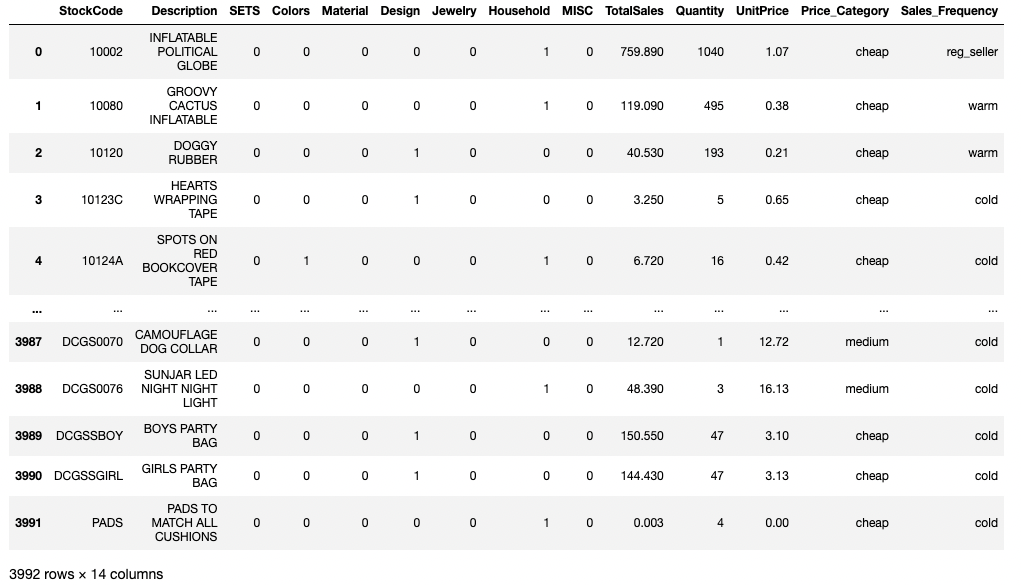 StockCode Description SETS Colors Material Design Jewelry Household MISC TotalSales Quantity UnitPrice Price_Category Sales_Frequency
INFLATABLE
0 10002 POLITICAL 0 0 0 0 0 1 0 759.890 1040 1.07 cheap reg_seller
GLOBE
GROOVY
1 10080 CACTUS 0 0 0 0 0 1 0 119.090 495 0.38 cheap warm
INFLATABLE
2 10120 DOGGY 0 0 0 1 0 0 0 40.530 193 0.21 cheap warm
RUBBER
HEARTS
3 10123C WRAPPING 0 0 0 1 0 0 0 3.250 5 0.65 cheap cold
TAPE
SPOTS ON
RED
4 10124A BOOKCOVER 0 1 0 0 0 1 0 6.720 16 0.42 cheap cold
TAPE
... ... ... ... ... ... ... ... ... ... ... ... ... ... ...
3987 DCGS0070 CAMOUFLAGE 0 0 0 1 0 0 0 12.720 1 12.72 medium cold
DOG COLLAR
SUNJAR LED
3988 DCGS0076 NIGHT NIGHT 0 0 0 0 0 1 0 48.390 3 16.13 medium cold
LIGHT
3989 DCGSSBOY BOYS PARTY 0 0 0 1 0 0 0 150.550 47 3.10 cheap cold
BAG
3990 DCGSSGIRL GIRLS PARTY 0 0 0 1 0 0 0 144.430 47 3.13 cheap cold
BAG
PADS TO
3991 PADS MATCH ALL 0 0 0 0 0 1 0 0.003 4 0.00 cheap cold
CUSHIONS
3992 rows × 14 columns